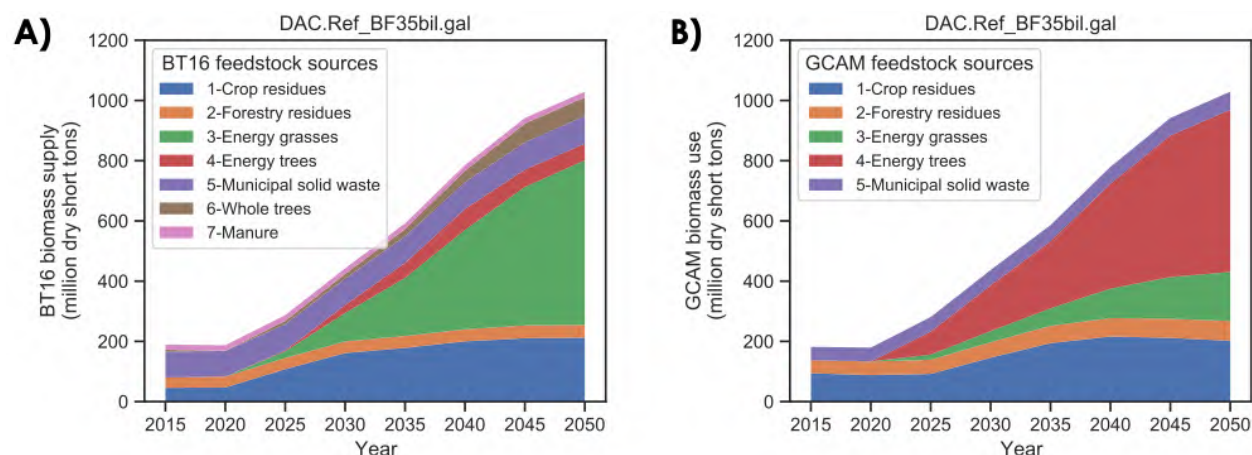 A)
DAC.Ref_BF35bil.gal
BT16 biomass supply
(million dry short tons)
1200
1000
800
600
400
200
0
BT16 feedstock sources
1-Crop residues
2-Forestry residues
3-Energy grasses
4-Energy trees
5-Municipal solid waste
6-Whole trees
7-Manure
2015 2020 2025 2030 2035 2040 2045 2050
Year
B)
DAC.Ref_BF35bil.gal
GCAM biomass use
(million dry short tons)
1200
1000
800
600
400
200
0
GCAM feedstock sources
1-Crop residues
2-Forestry residues
3-Energy grasses
4-Energy trees
5-Municipal solid waste
2015 2020 2025 2030 2035 2040 2045 2050
Year